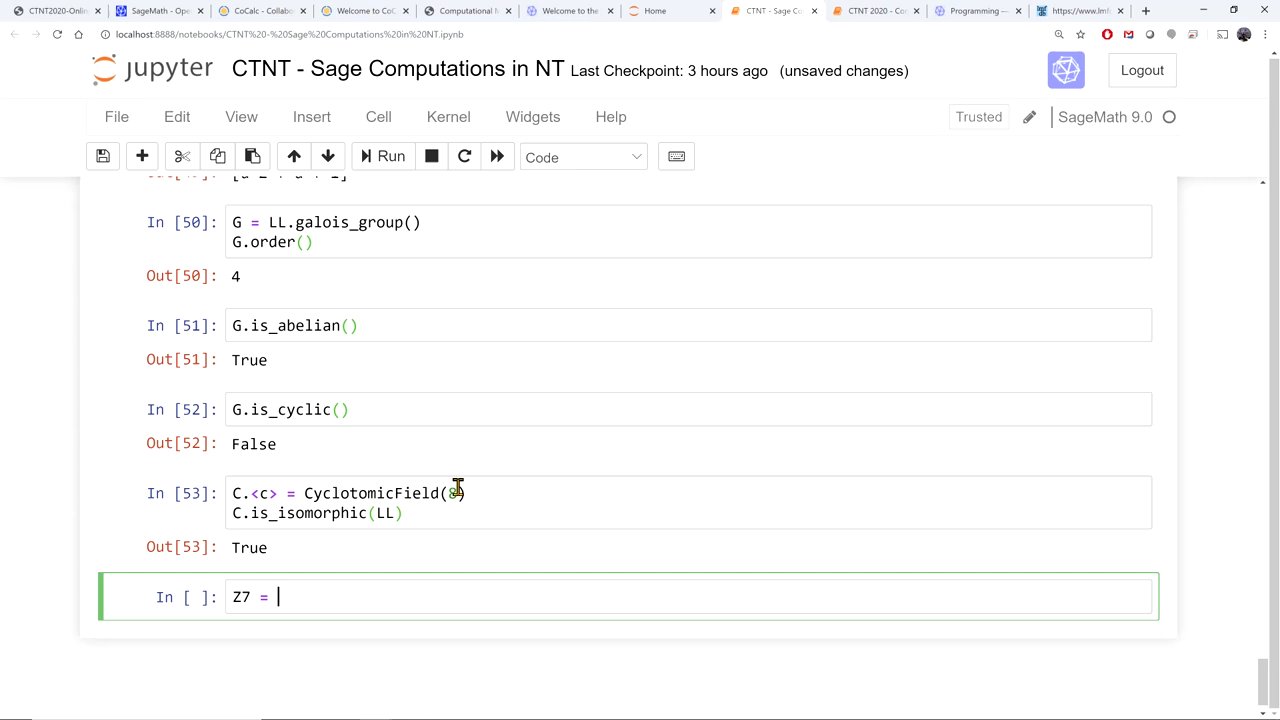 CTNT2020-Onlin
SageMath - Ope
CoCalc - Collabo
Welcome to CoC
Computational N
Welcome to the
Home
CTNT - Sage Co
CTNT 2020 - Co
Programming —
https://www.lmf
localhost:8888/notebooks/CTNT%20-%20Sage%20Computations%20in%20NT.ipynb
jupyter CTNT - Sage Computations in NT Last Checkpoint: 3 hours ago (unsaved changes) Logout
File Edit View Insert Cell Kernel Widgets Help Trusted SageMath 9.0
Run Code
In [50]: G = LL.galois_group()
G.order()
Out[50]: 4
In [51]: G.is_abelian()
Out[51]: True
In [52]: G.is_cyclic()
Out[52]: False
In [53]: C.<c> = CyclotomicField(8)
C.is_isomorphic(LL)
Out[53]: True
In [ ]: Z7 =